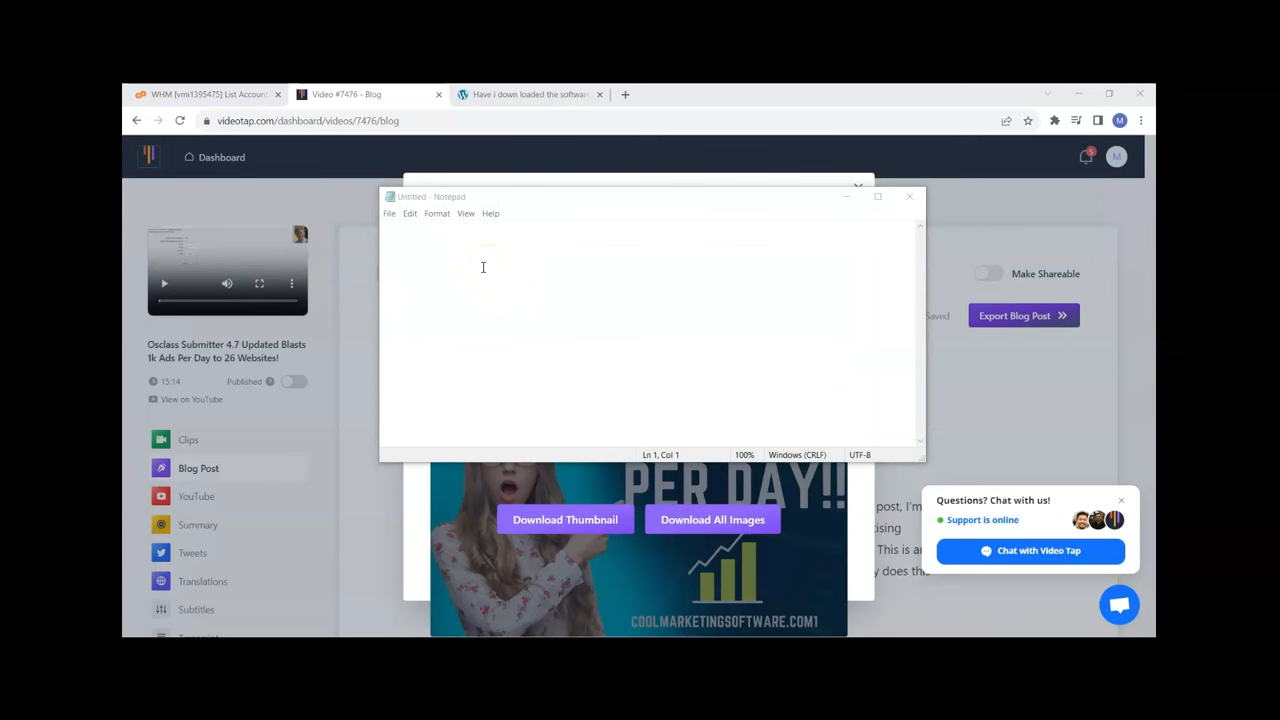 WHM [vmi1395475] List Account
Video #7476 - Blog
Have i down loaded the softwar
videotap.com/dashboard/videos/7476/blog
M
Dashboard
5
M
Untitled - Notepad
File Edit Format View Help
Make Shareable
Saved
Export Blog Post
Osclass Submitter 4.7 Updated Blasts
1k Ads Per Day to 26 Websites!
15:14
Published
View on YouTube
Clips
Blog Post
YouTube
Summary
Tweets
Translations
Subtitles
Ln 1, Col 1
100%
Windows (CRLF)
UTF-8
PER DAY!!
Download Thumbnail
Download All Images
COOLMARKETINGSOFTWARE.COM1
post, I'm
ising
This is a
y does this
Questions? Chat with us!
Support is online
Chat with Video Tap